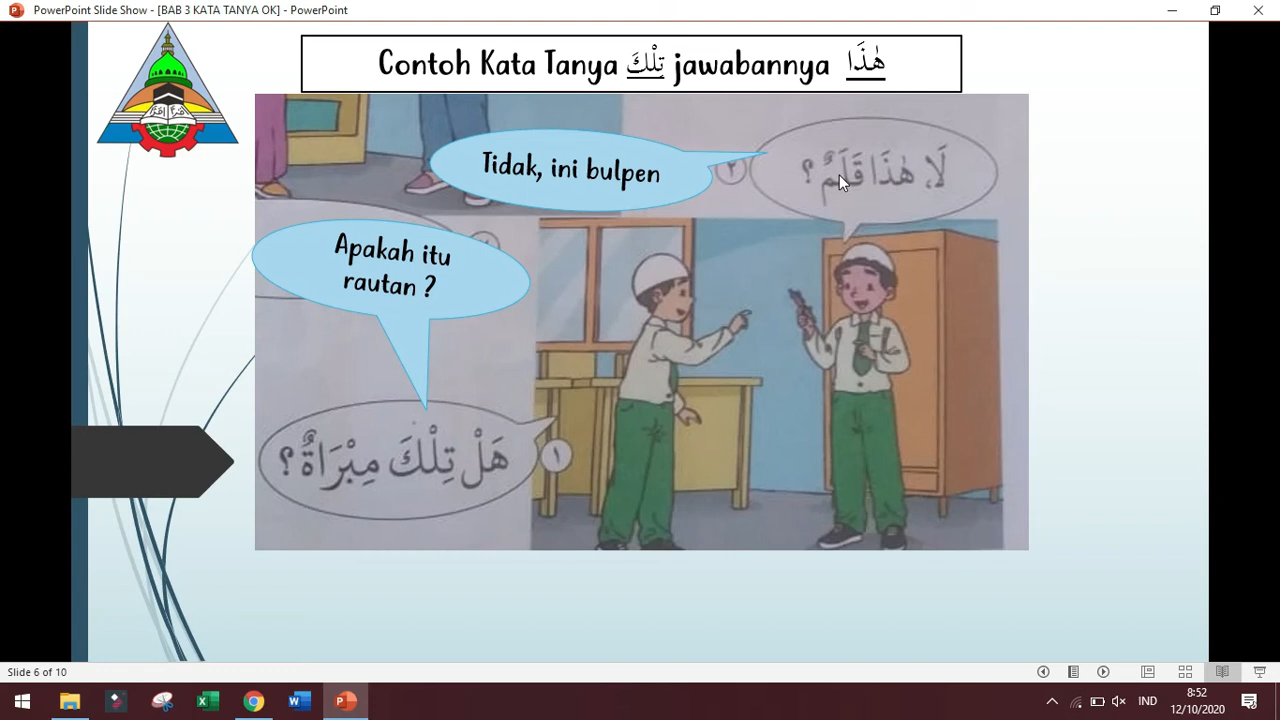 PowerPoint Slide Show - [BAB 3 KATA TANYA OK] - PowerPoint
Contoh Kata Tanya تِلْكَ jawabannya هٰذَا
Tidak, ini bulpen
٢
لَا، هٰذَا قَلَمٌ ؟
Apakah itu
rautan ?
هَلْ تِلْكَ مِبْرَاةٌ ؟
١
Slide 6 of 10
IND
8:52
12/10/2020